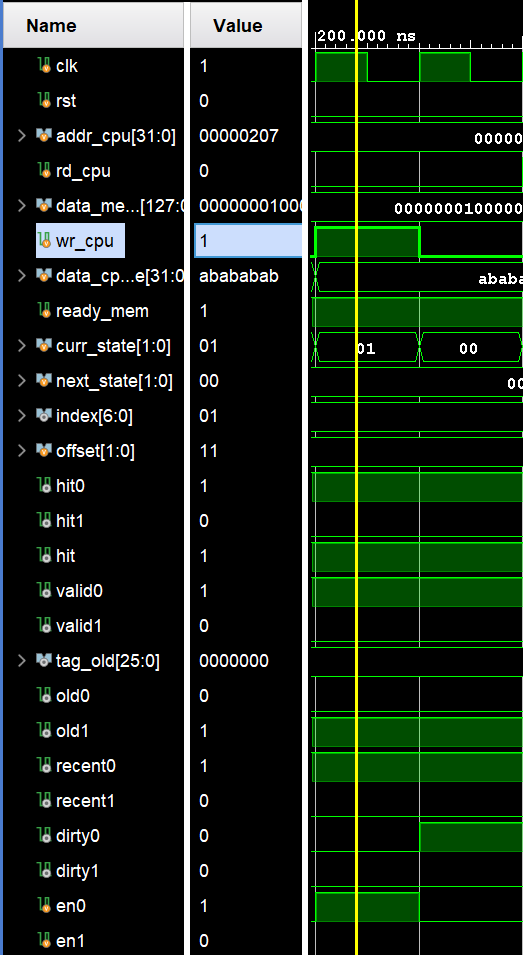 Name Value
200.000 ns
clk 1
rst 0
addr_cpu[31:0] 00000207 00000
rd_cpu 0
data_me...[127:0 00000001000 0000000100000
wr_cpu 1
data_cp...e[31:0 abababab ababa
ready_mem 1
curr_state[1:0] 01 01 00
next_state[1:0] 00 00
index[6:0] 01
offset[1:0] 11
hit0 1
hit1 0
hit 1
valid0 1
valid1 0
tag_old[25:0] 0000000
old0 0
old1 1
recent0 1
recent1 0
dirty0 0
dirty1 0
en0 1
en1 0